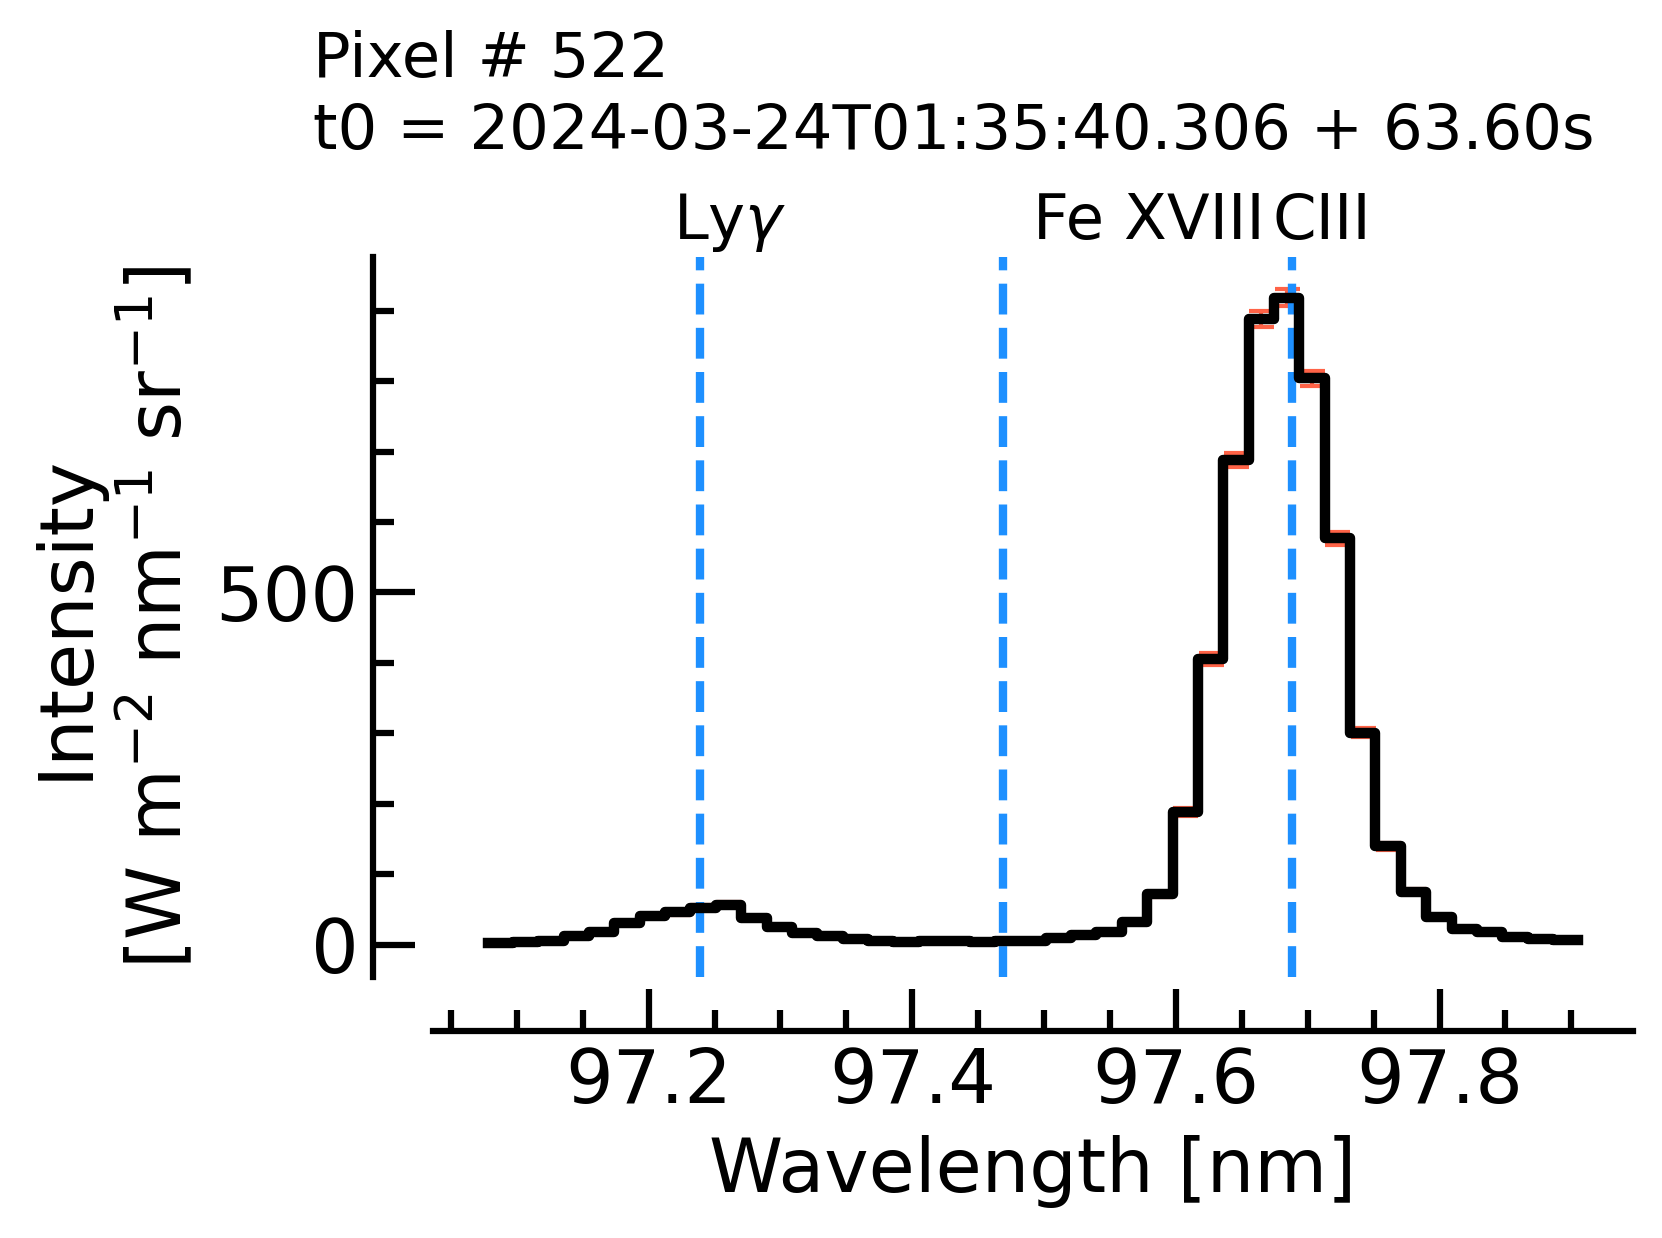 Pixel # 522
t0 = 2024-03-24T01:35:40.306 + 63.60s
Lyγ
Fe XVIII
CIII
Intensity
[W m⁻² nm⁻¹ sr⁻¹]
500
0
97.2
97.4
97.6
97.8
Wavelength [nm]